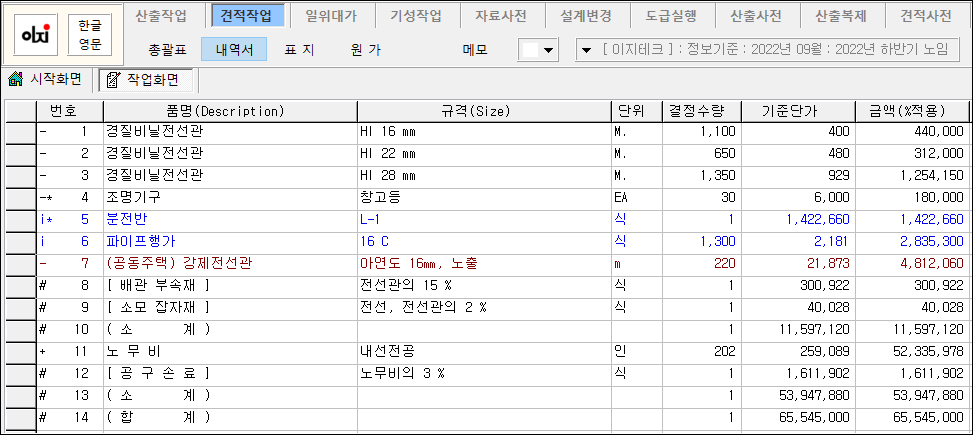 산출작업 견적작업 일위대가 기성작업 자료사전 설계변경 도급실행 산출사전 산출복제 견적사전
이지 한글
영문
총괄표 내역서 표 지 원 가 메모 [ 이지테크 ] : 정보기준 : 2022년 09월 : 2022년 하반기 노임
시작화면 작업화면
번호 품명(Description) 규격(Size) 단위 결정수량 기준단가 금액(%적용)
- 1 경질비닐전선관 HI 16 mm M. 1,100 400 440,000
- 2 경질비닐전선관 HI 22 mm M. 650 480 312,000
- 3 경질비닐전선관 HI 28 mm M. 1,350 929 1,254,150
-* 4 조명기구 창고등 EA 30 6,000 180,000
i* 5 분전반 L-1 식 1 1,422,660 1,422,660
i 6 파이프행가 16 C 식 1,300 2,181 2,835,300
- 7 (공동주택) 강제전선관 아연도 16mm, 노출 m 220 21,873 4,812,060
# 8 [ 배관 부속재 ] 전선관의 15 % 식 1 300,922 300,922
# 9 [ 소모 잡자재 ] 전선, 전선관의 2 % 식 1 40,028 40,028
# 10 ( 소 계 ) 1 11,597,120 11,597,120
+ 11 노 무 비 내선전공 인 202 259,089 52,335,978
# 12 [ 공 구 손 료 ] 노무비의 3 % 식 1 1,611,902 1,611,902
# 13 ( 소 계 ) 1 53,947,880 53,947,880
# 14 ( 합 계 ) 1 65,545,000 65,545,000